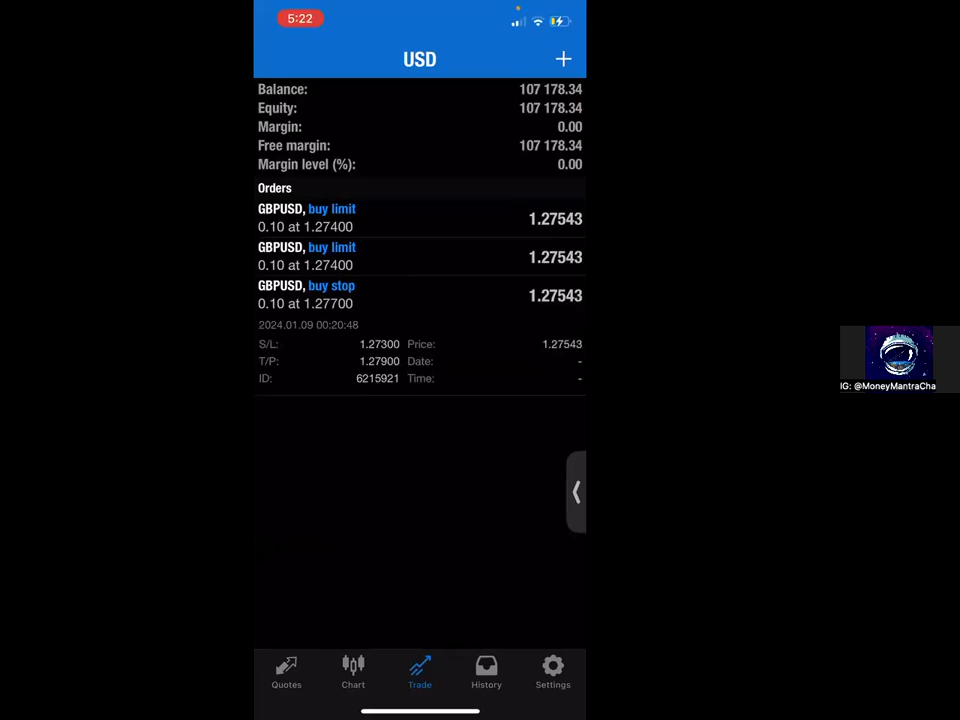 5:22
USD +
Balance: 107 178.34
Equity: 107 178.34
Margin: 0.00
Free margin: 107 178.34
Margin level (%): 0.00
Orders
GBPUSD, buy limit
0.10 at 1.27400 1.27543
GBPUSD, buy limit
0.10 at 1.27400 1.27543
GBPUSD, buy stop
0.10 at 1.27700 1.27543
2024.01.09 00:20:48
S/L: 1.27300 Price: 1.27543
T/P: 1.27900 Date: -
ID: 6215921 Time: -
IG: @MoneyMantraCha
Quotes Chart Trade History Settings